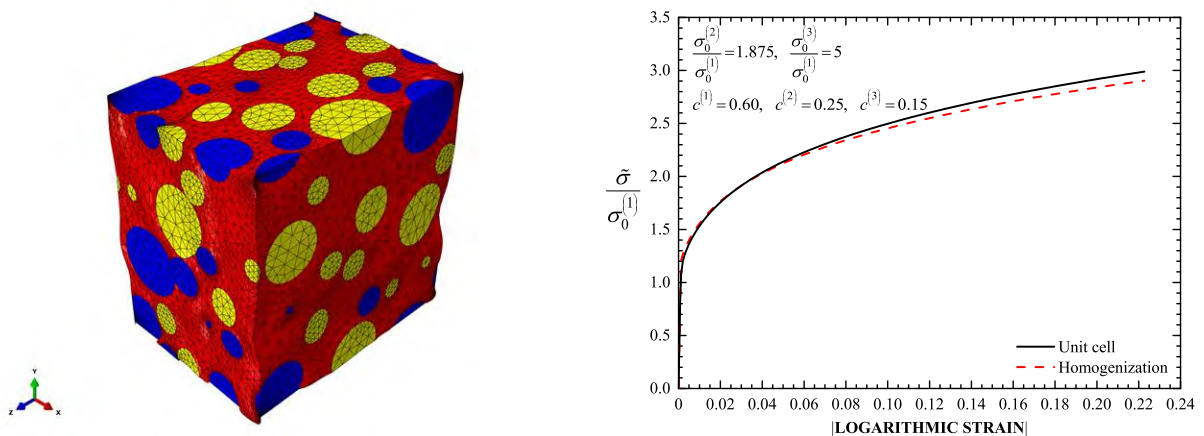 Y
Z
X
3.5
3.0
2.5
2.0
1.5
1.0
0.5
0.0
σ̃/σ₀⁽¹⁾
σ₀⁽²⁾/σ₀⁽¹⁾=1.875, σ₀⁽³⁾/σ₀⁽¹⁾=5
c⁽¹⁾=0.60, c⁽²⁾=0.25, c⁽³⁾=0.15
Unit cell
Homogenization
0 0.02 0.04 0.06 0.08 0.10 0.12 0.14 0.16 0.18 0.20 0.22 0.24
|LOGARITHMIC STRAIN|